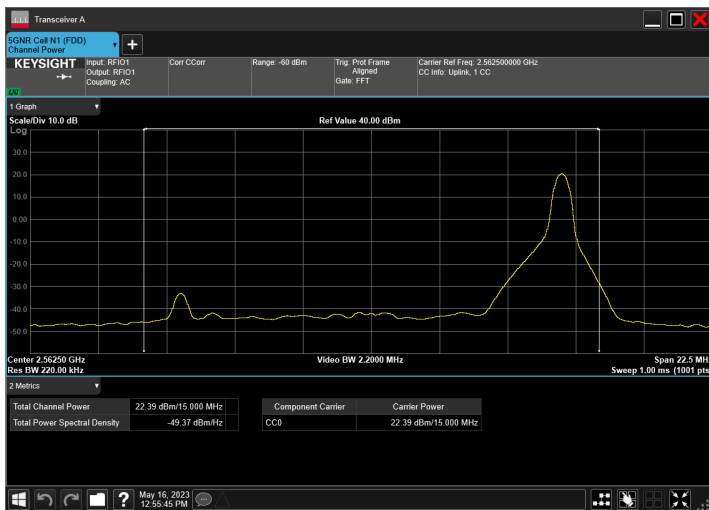 Transceiver A
5GNR Cell N1 (FDD)
Channel Power
KEYSIGHT
LXI
Input: RFIO1
Output: RFIO1
Coupling: AC
Corr CCorr
Range: -60 dBm
Trig: Prot Frame
Aligned
Gate: FFT
Carrier Ref Freq: 2.562500000 GHz
CC Info: Uplink, 1 CC
1 Graph
Scale/Div 10.0 dB
Ref Value 40.00 dBm
Log
30.0
20.0
10.0
0.00
-10.0
-20.0
-30.0
-40.0
-50.0
Center 2.56250 GHz
Video BW 2.2000 MHz
Span 22.5 MH
Res BW 220.00 kHz
Sweep 1.00 ms (1001 pts
2 Metrics
Total Channel Power 22.39 dBm/15.000 MHz
Total Power Spectral Density -49.37 dBm/Hz
Component Carrier Carrier Power
CC0 22.39 dBm/15.000 MHz
?
May 16, 2023
12:55:45 PM